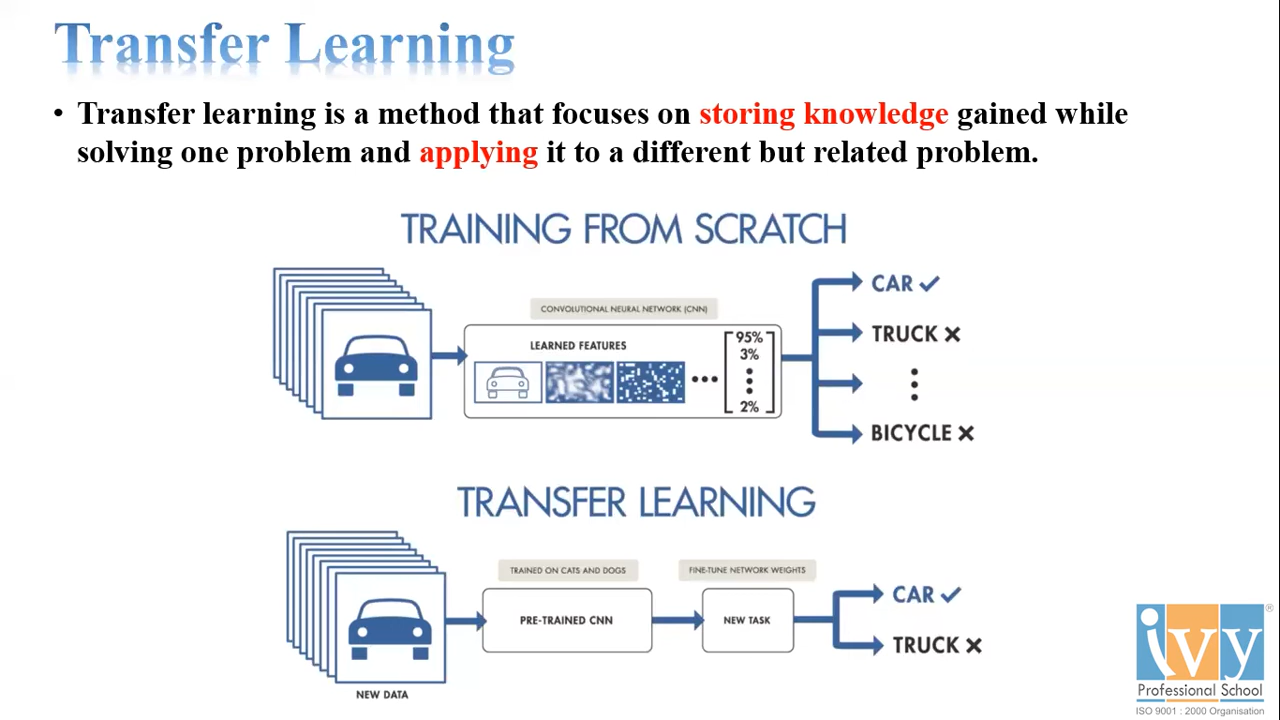 Transfer Learning
• Transfer learning is a method that focuses on storing knowledge gained while
solving one problem and applying it to a different but related problem.
TRAINING FROM SCRATCH
CONVOLUTIONAL NEURAL NETWORK (CNN)
LEARNED FEATURES
95%
3%
2%
CAR ✓
TRUCK ✕
BICYCLE ✕
TRANSFER LEARNING
TRAINED ON CATS AND DOGS
FINE-TUNE NETWORK WEIGHTS
PRE-TRAINED CNN
NEW TASK
CAR ✓
TRUCK ✕
NEW DATA
ivy®
Professional School
ISO 9001 : 2000 Organisation